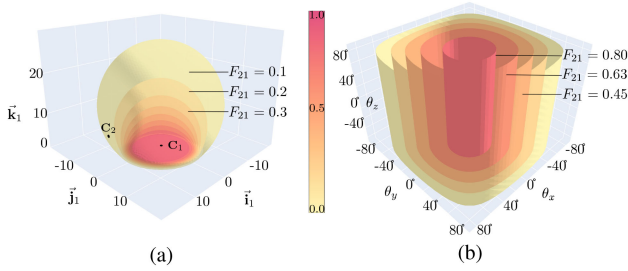 20
10
0
k⃗₁
-10
0
10
j⃗₁
10
0
-10
i⃗₁
C₂
C₁
F₂₁ = 0.1
F₂₁ = 0.2
F₂₁ = 0.3
(a)
1.0
0.5
0.0
80°
40°
0°
-40°
-80°
θz
-80°
-40°
0°
40°
80°
θy
80°
40°
0°
-40°
-80°
θx
F₂₁ = 0.80
F₂₁ = 0.63
F₂₁ = 0.45
(b)